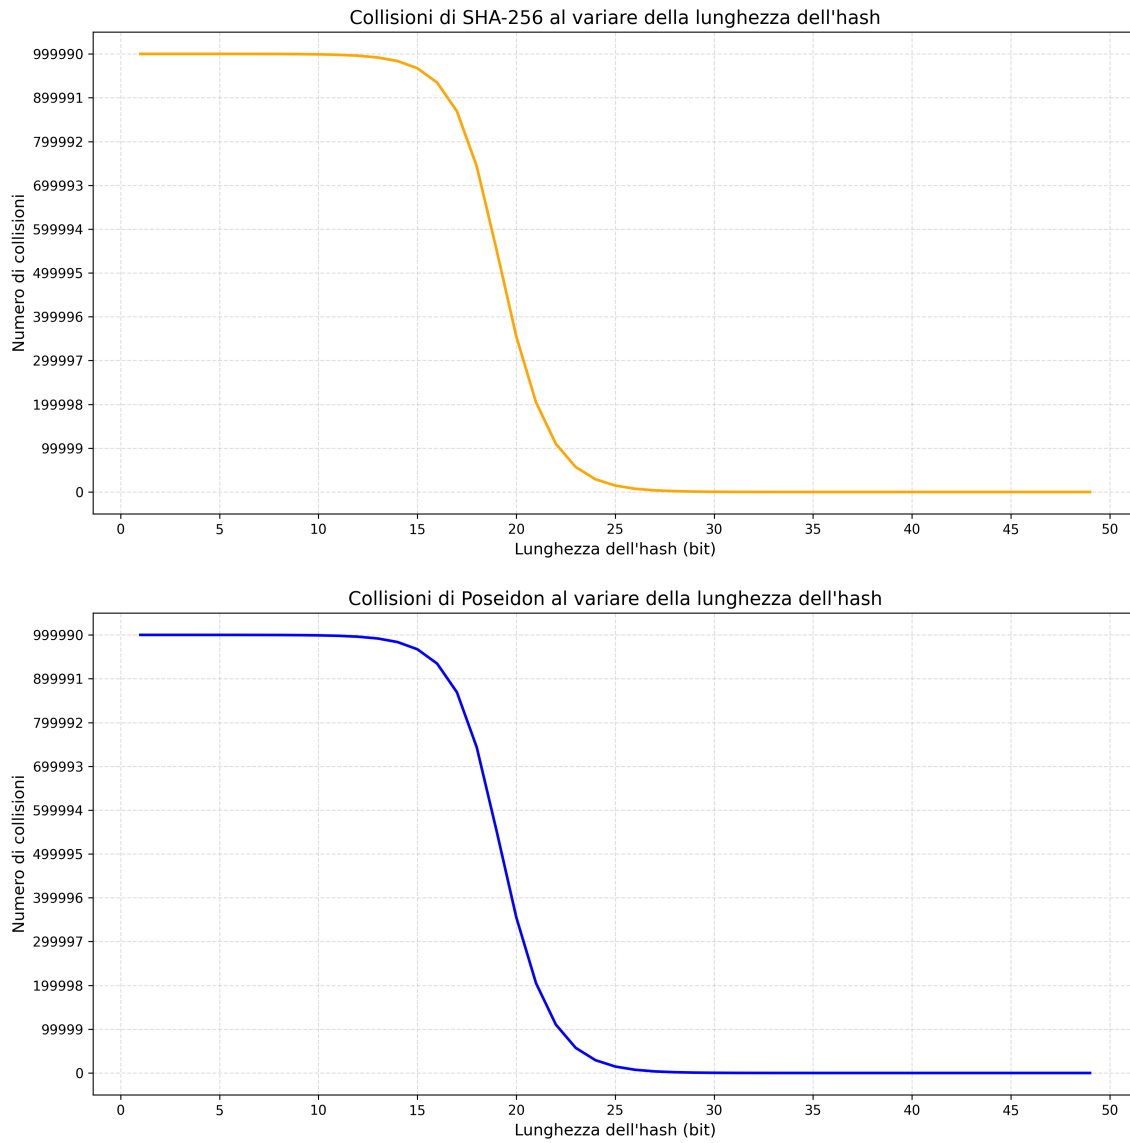 Collisioni di SHA-256 al variare della lunghezza dell'hash
Numero di collisioni
999990
899991
799992
699993
599994
499995
399996
299997
199998
99999
0
0 5 10 15 20 25 30 35 40 45 50
Lunghezza dell'hash (bit)
Collisioni di Poseidon al variare della lunghezza dell'hash
Numero di collisioni
999990
899991
799992
699993
599994
499995
399996
299997
199998
99999
0
0 5 10 15 20 25 30 35 40 45 50
Lunghezza dell'hash (bit)